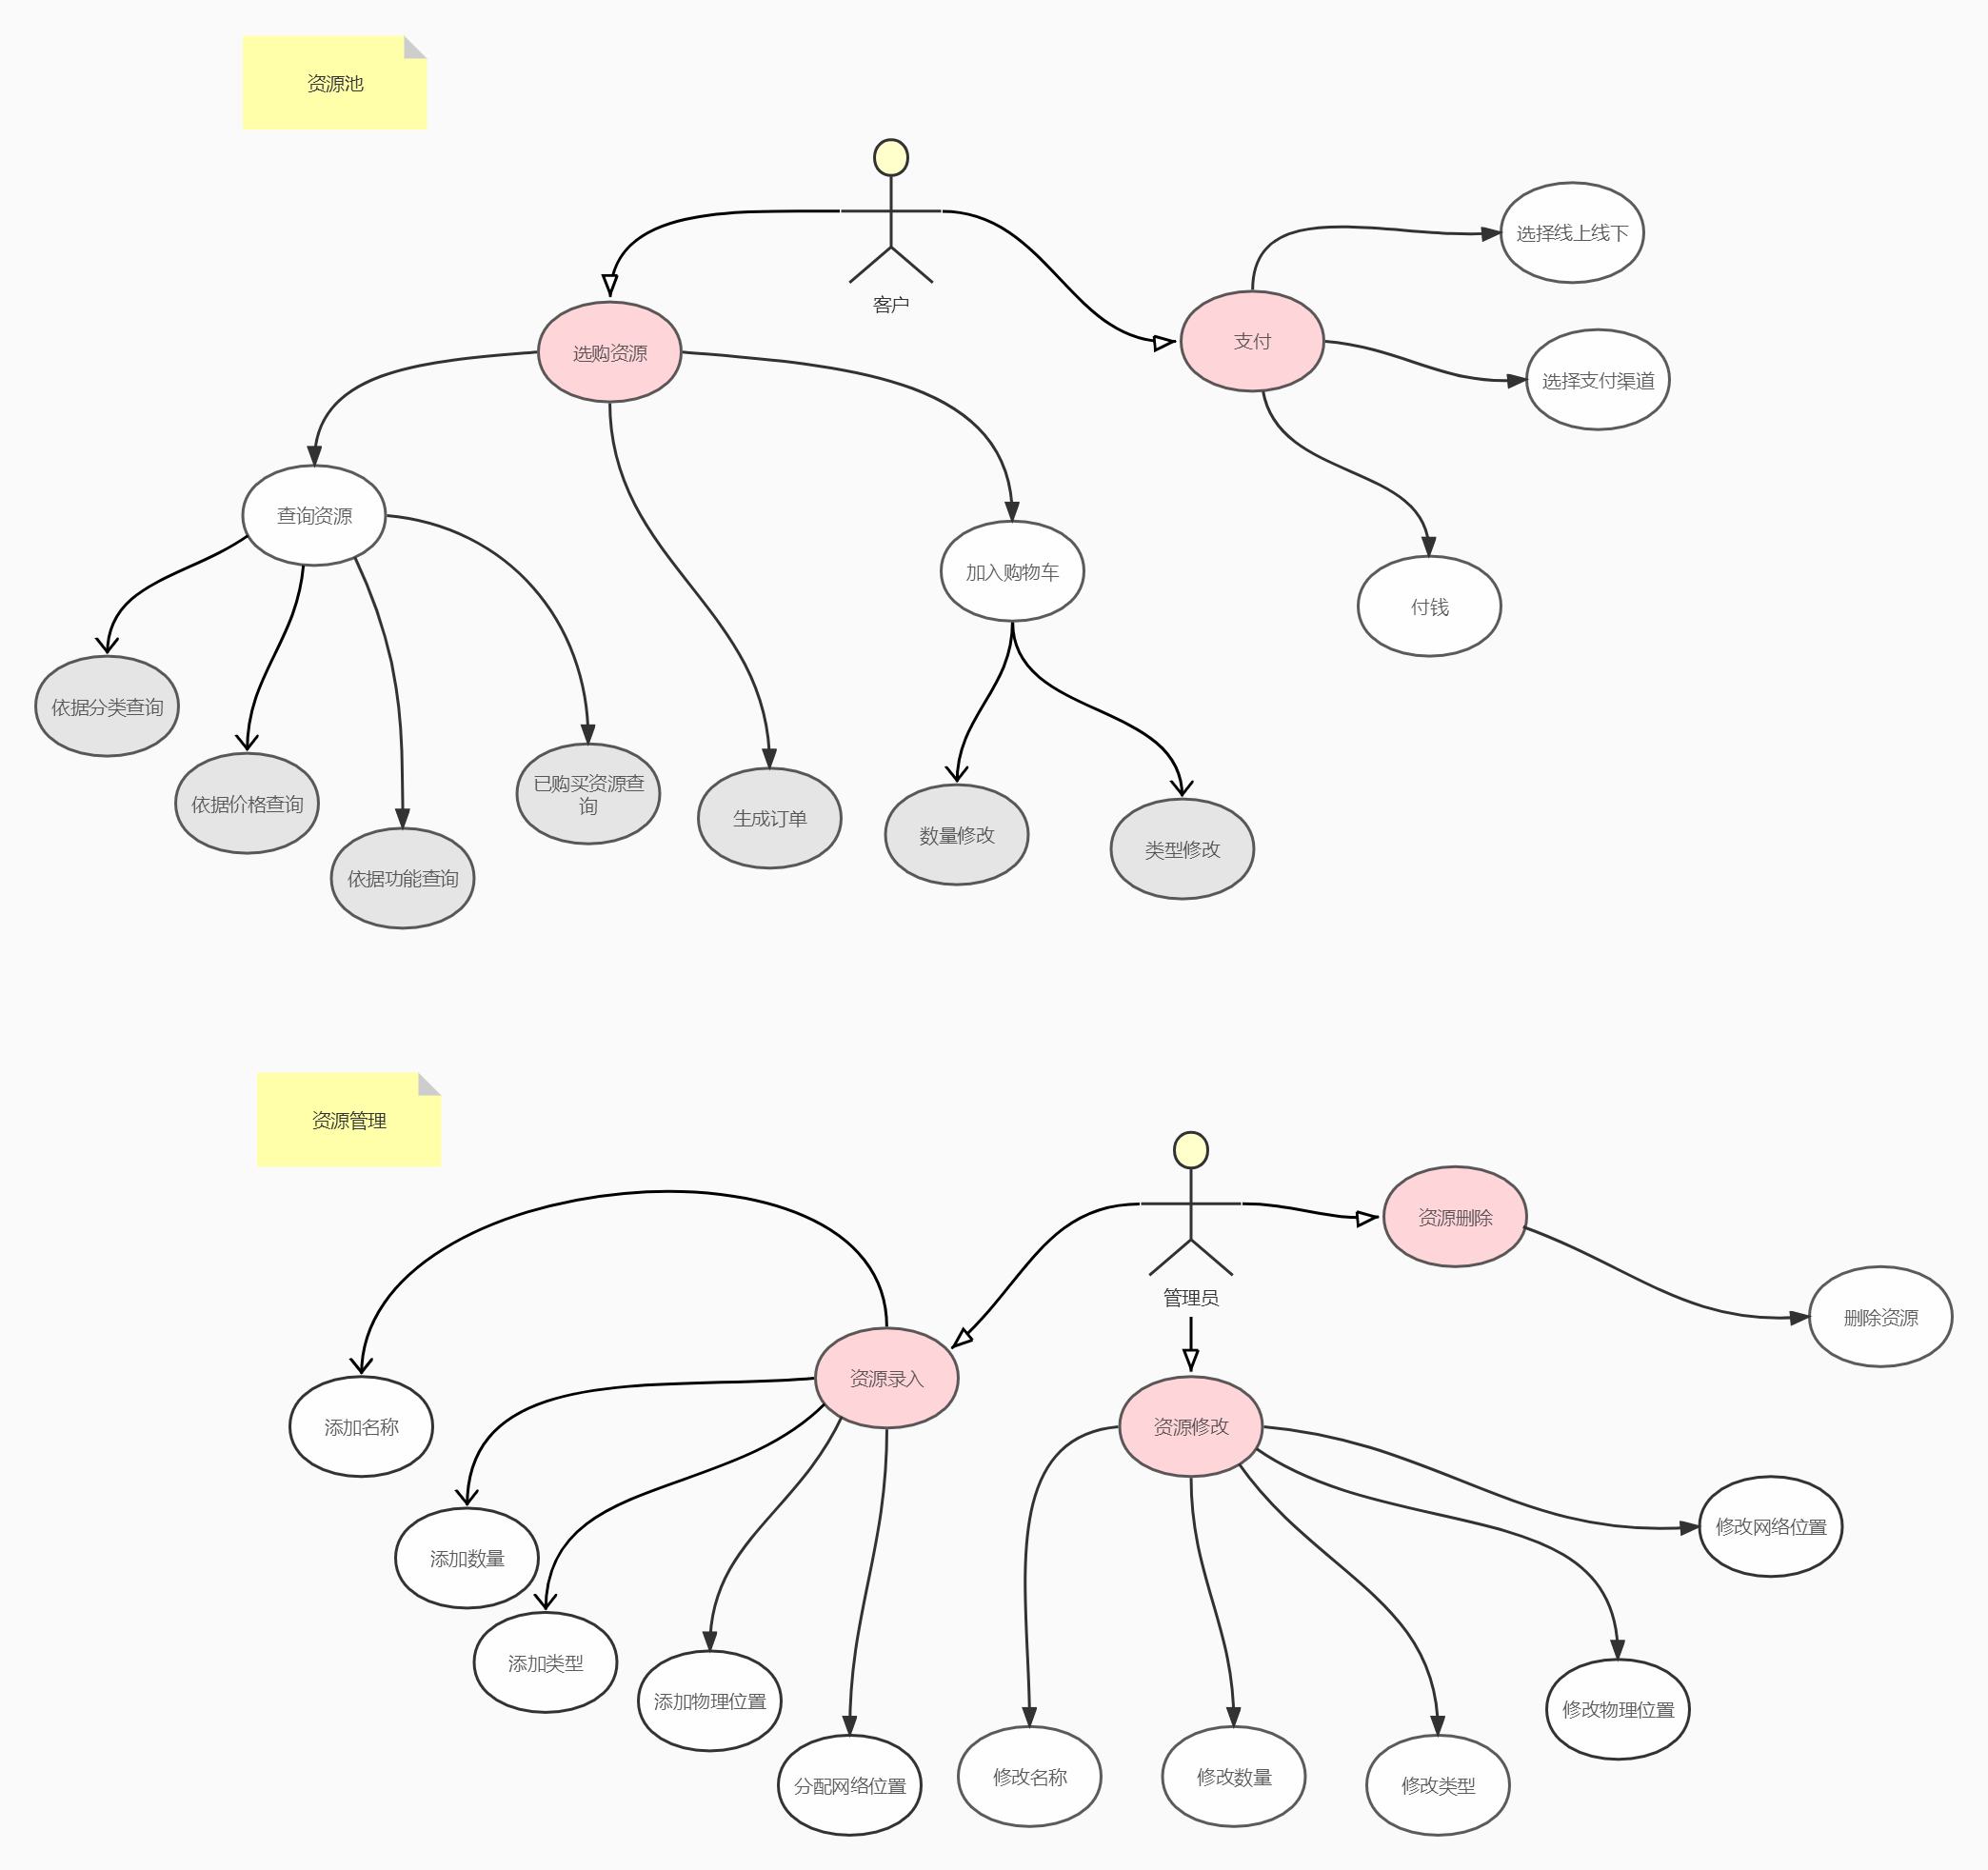 资源池
客户
选择线上线下
选购资源
支付
选择支付渠道
查询资源
加入购物车
付钱
依据分类查询
依据价格查询
依据功能查询
已购买资源查
询
生成订单
数量修改
类型修改
资源管理
管理员
资源删除
删除资源
资源录入
资源修改
添加名称
添加数量
添加类型
添加物理位置
分配网络位置
修改名称
修改数量
修改类型
修改物理位置
修改网络位置